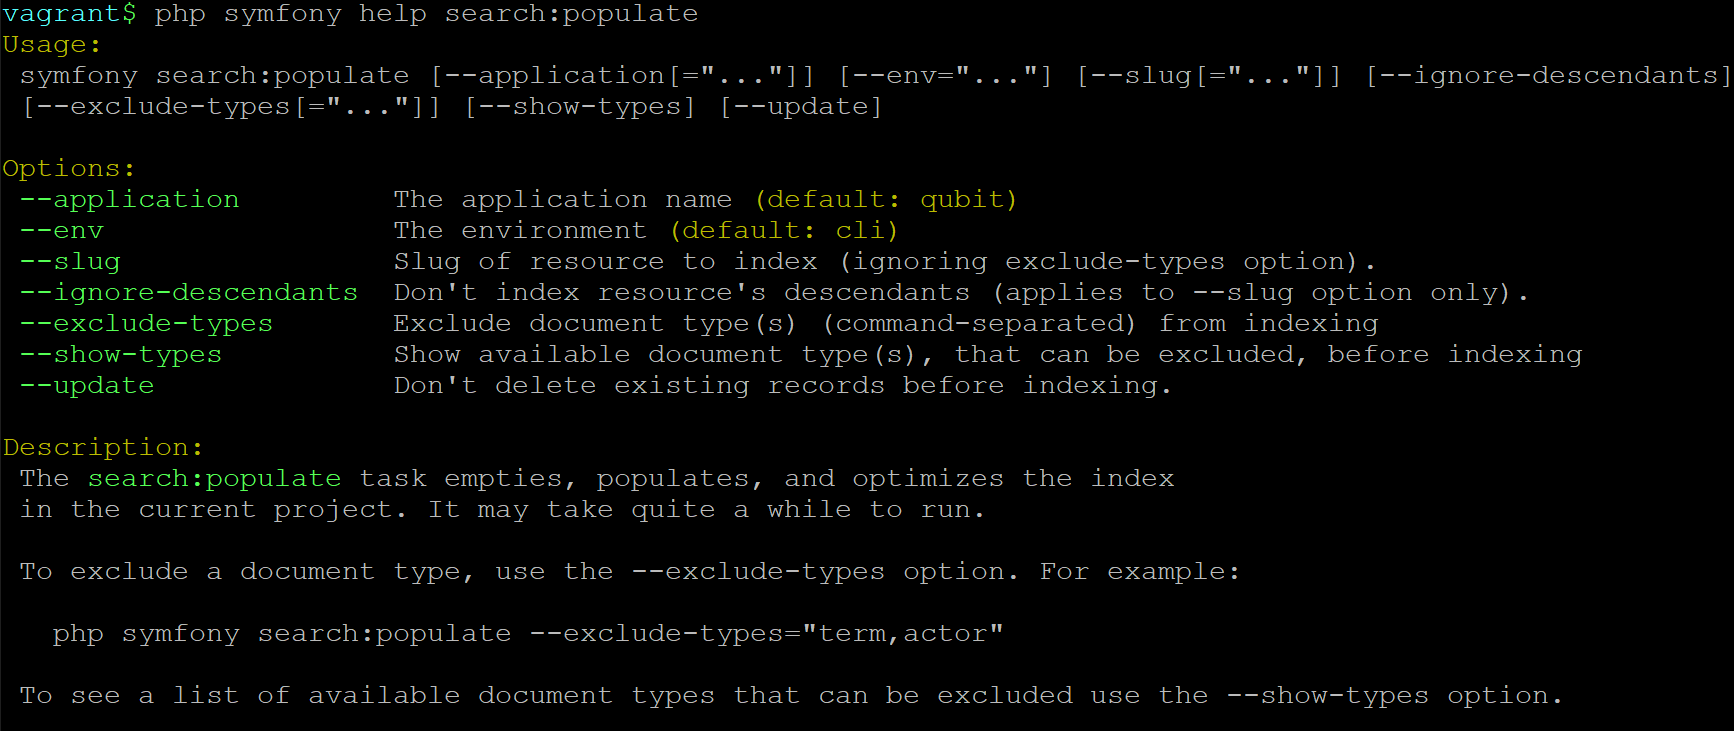 vagrant$ php symfony help search:populate
Usage:
 symfony search:populate [--application[="..."]] [--env="..."] [--slug[="..."]] [--ignore-descendants]
 [--exclude-types[="..."]] [--show-types] [--update]

Options:
 --application         The application name (default: qubit)
 --env                 The environment (default: cli)
 --slug                Slug of resource to index (ignoring exclude-types option).
 --ignore-descendants  Don't index resource's descendants (applies to --slug option only).
 --exclude-types       Exclude document type(s) (command-separated) from indexing
 --show-types          Show available document type(s), that can be excluded, before indexing
 --update              Don't delete existing records before indexing.

Description:
 The search:populate task empties, populates, and optimizes the index
 in the current project. It may take quite a while to run.

 To exclude a document type, use the --exclude-types option. For example:

   php symfony search:populate --exclude-types="term,actor"

 To see a list of available document types that can be excluded use the --show-types option.